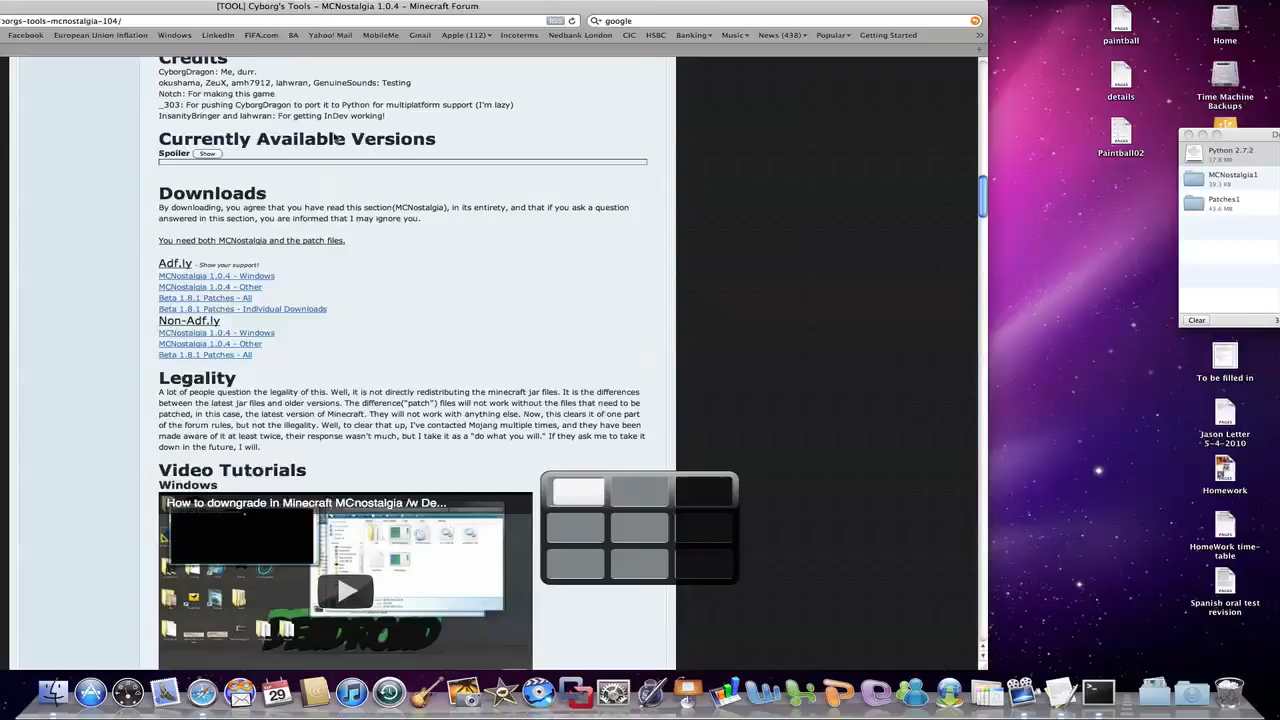 [TOOL] Cyborg's Tools - MCNostalgia 1.0.4 - Minecraft Forum
orgs-tools-mcnostalgia-104/
RSS
google
Facebook European Union Inflation Windows LinkedIn FIFA.com BA Yahoo! Mail MobileMe Gmail Apple (112) Incoterms Nedbank London CIC HSBC Banking Music News (438) Popular Getting Started
Credits
CyborgDragon: Me, durr.
okushama, ZeuX, amh7912, lahwran, GenuineSounds: Testing
Notch: For making this game
_303: For pushing CyborgDragon to port it to Python for multiplatform support (I'm lazy)
InsanityBringer and lahwran: For getting InDev working!
Currently Available Versions
Spoiler Show
Downloads
By downloading, you agree that you have read this section(MCNostalgia), in its entirety, and that if you ask a question
answered in this section, you are informed that I may ignore you.
You need both MCNostalgia and the patch files.
Adf.ly - Show your support!
MCNostalgia 1.0.4 - Windows
MCNostalgia 1.0.4 - Other
Beta 1.8.1 Patches - All
Beta 1.8.1 Patches - Individual Downloads
Non-Adf.ly
MCNostalgia 1.0.4 - Windows
MCNostalgia 1.0.4 - Other
Beta 1.8.1 Patches - All
Legality
A lot of people question the legality of this. Well, it is not directly redistributing the minecraft jar files. It is the differences
between the latest jar files and older versions. The difference("patch") files will not work without the files that need to be
patched, in this case, the latest version of Minecraft. They will not work with anything else. Now, this clears it of one part
of the forum rules, but not the illegality. Well, to clear that up, I've contacted Mojang multiple times, and they have been
made aware of it at least twice, their response wasn't much, but I take it as a "do what you will." If they ask me to take it
down in the future, I will.
Video Tutorials
Windows
How to downgrade in Minecraft MCNostalgia /w De...
paintball
Home
details
Time Machine
Backups
Paintball02
Python 2.7.2
17.8 MB
MCNostalgia1
39.3 KB
Patches1
43.6 MB
Clear
3
To be filled in
Jason Letter
5-4-2010
PAGES
Homework
HomeWork time-
table
Spanish oral test
revision
29